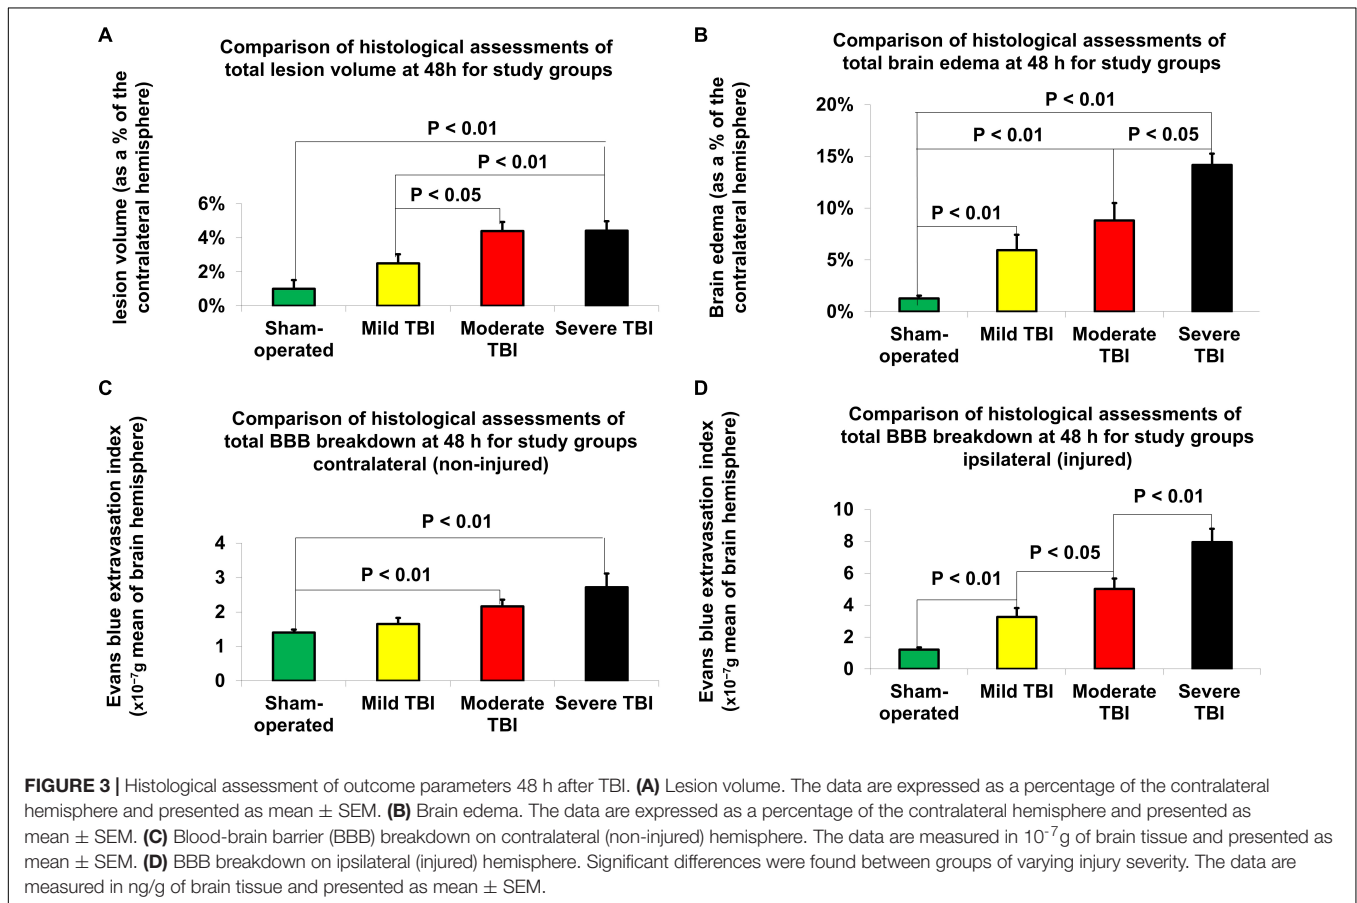 A
Comparison of histological assessments of
total lesion volume at 48h for study groups
lesion volume (as a % of the
contralateral hemisphere)
P < 0.01
P < 0.01
P < 0.05
6%
4%
2%
0%
Sham-
operated
Mild TBI
Moderate
TBI
Severe TBI
B
Comparison of histological assessments of
total brain edema at 48 h for study groups
Brain edema (as a % of the
contralateral hemisphere)
P < 0.01
P < 0.01
P < 0.05
P < 0.01
20%
15%
10%
5%
0%
Sham-
operated
Mild TBI
Moderate
TBI
Severe
TBI
C
Comparison of histological assessments of
total BBB breakdown at 48 h for study groups
contralateral (non-injured)
Evans blue extravasation index
(x10⁻⁷g mean of brain hemisphere)
P < 0.01
P < 0.01
4
3
2
1
0
Sham-
operated
Mild TBI
Moderate
TBI
Severe TBI
D
Comparison of histological assessments of
total BBB breakdown at 48 h for study groups
ipsilateral (injured)
Evans blue extravasation index
(x10⁻⁷g mean of brain hemisphere)
P < 0.01
P < 0.05
P < 0.01
10
8
6
4
2
0
Sham-
operated
Mild TBI
Moderate
TBI
Severe
TBI
FIGURE 3 | Histological assessment of outcome parameters 48 h after TBI. (A) Lesion volume. The data are expressed as a percentage of the contralateral
hemisphere and presented as mean ± SEM. (B) Brain edema. The data are expressed as a percentage of the contralateral hemisphere and presented as
mean ± SEM. (C) Blood-brain barrier (BBB) breakdown on contralateral (non-injured) hemisphere. The data are measured in 10⁻⁷g of brain tissue and presented as
mean ± SEM. (D) BBB breakdown on ipsilateral (injured) hemisphere. Significant differences were found between groups of varying injury severity. The data are
measured in ng/g of brain tissue and presented as mean ± SEM.